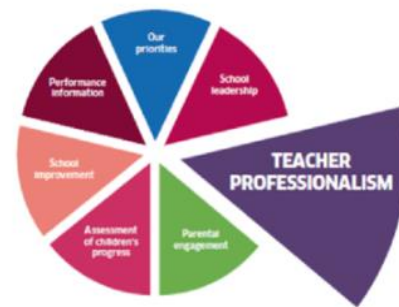 Our
priorities
School
leadership
TEACHER
PROFESSIONALISM
Parental
engagement
Assessment
of children's
progress
School
improvement
Performance
information